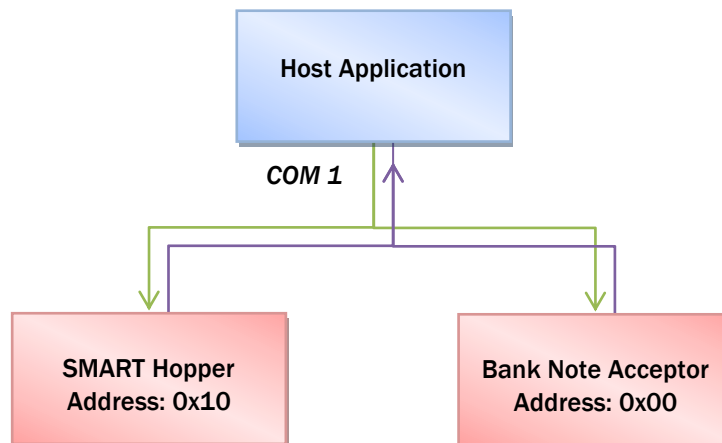 Host Application
COM 1
SMART Hopper
Address: 0x10
Bank Note Acceptor
Address: 0x00